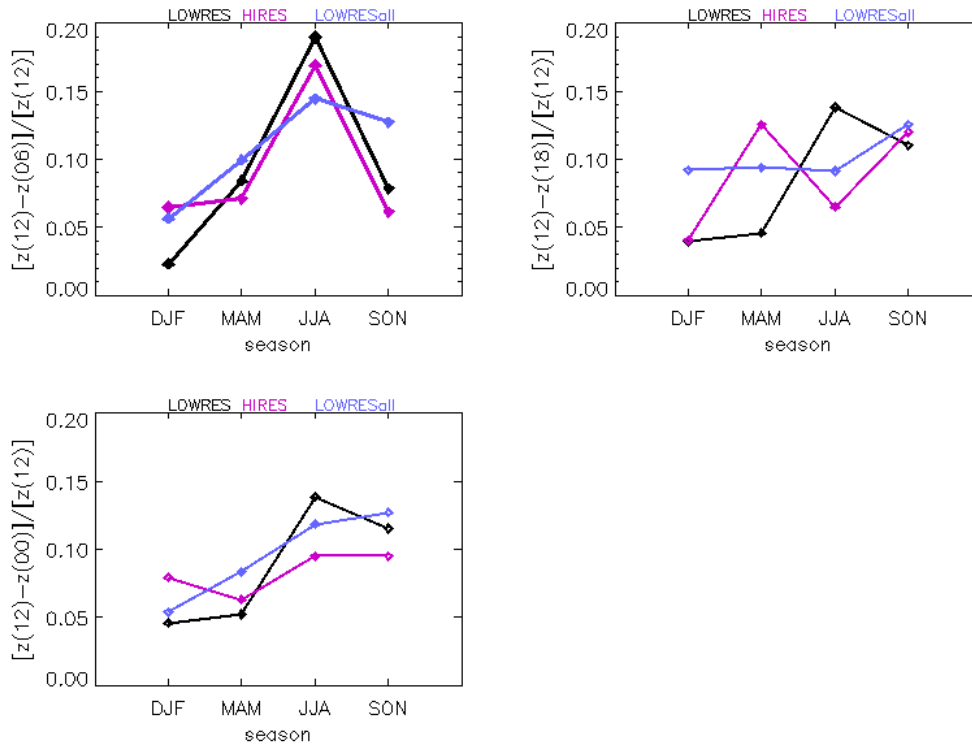 LOWRES HIRES LOWRESall
0.20
0.15
0.10
0.05
0.00
[z(12)-z(06)]/[z(12)]
DJF MAM JJA SON
season
LOWRES HIRES LOWRESall
0.20
0.15
0.10
0.05
0.00
[z(12)-z(18)]/[z(12)
DJF MAM JJA SON
season
LOWRES HIRES LOWRESall
0.20
0.15
0.10
0.05
0.00
[z(12)-z(00)]/[z(12)]
DJF MAM JJA SON
season